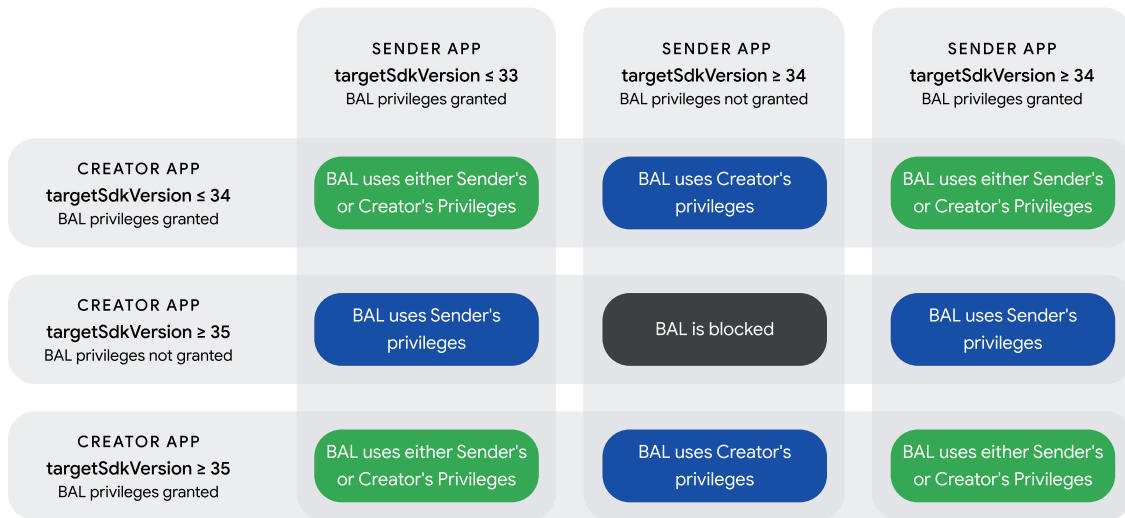 SENDER APP
targetSdkVersion ≤ 33
BAL privileges granted
SENDER APP
targetSdkVersion ≥ 34
BAL privileges not granted
SENDER APP
targetSdkVersion ≥ 34
BAL privileges granted
CREATOR APP
targetSdkVersion ≤ 34
BAL privileges granted
BAL uses either Sender's
or Creator's Privileges
BAL uses Creator's
privileges
BAL uses either Sender's
or Creator's Privileges
CREATOR APP
targetSdkVersion ≥ 35
BAL privileges not granted
BAL uses Sender's
privileges
BAL is blocked
BAL uses Sender's
privileges
CREATOR APP
targetSdkVersion ≥ 35
BAL privileges granted
BAL uses either Sender's
or Creator's Privileges
BAL uses Creator's
privileges
BAL uses either Sender's
or Creator's Privileges